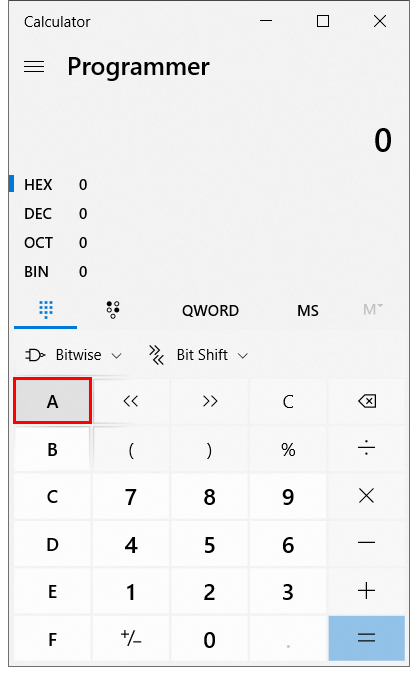 Calculator
Programmer
0
HEX 0
DEC 0
OCT 0
BIN 0
QWORD MS M
Bitwise Bit Shift
A << >> C
B ( ) % ÷
C 7 8 9 ×
D 4 5 6 −
E 1 2 3 +
F +/− 0 . =